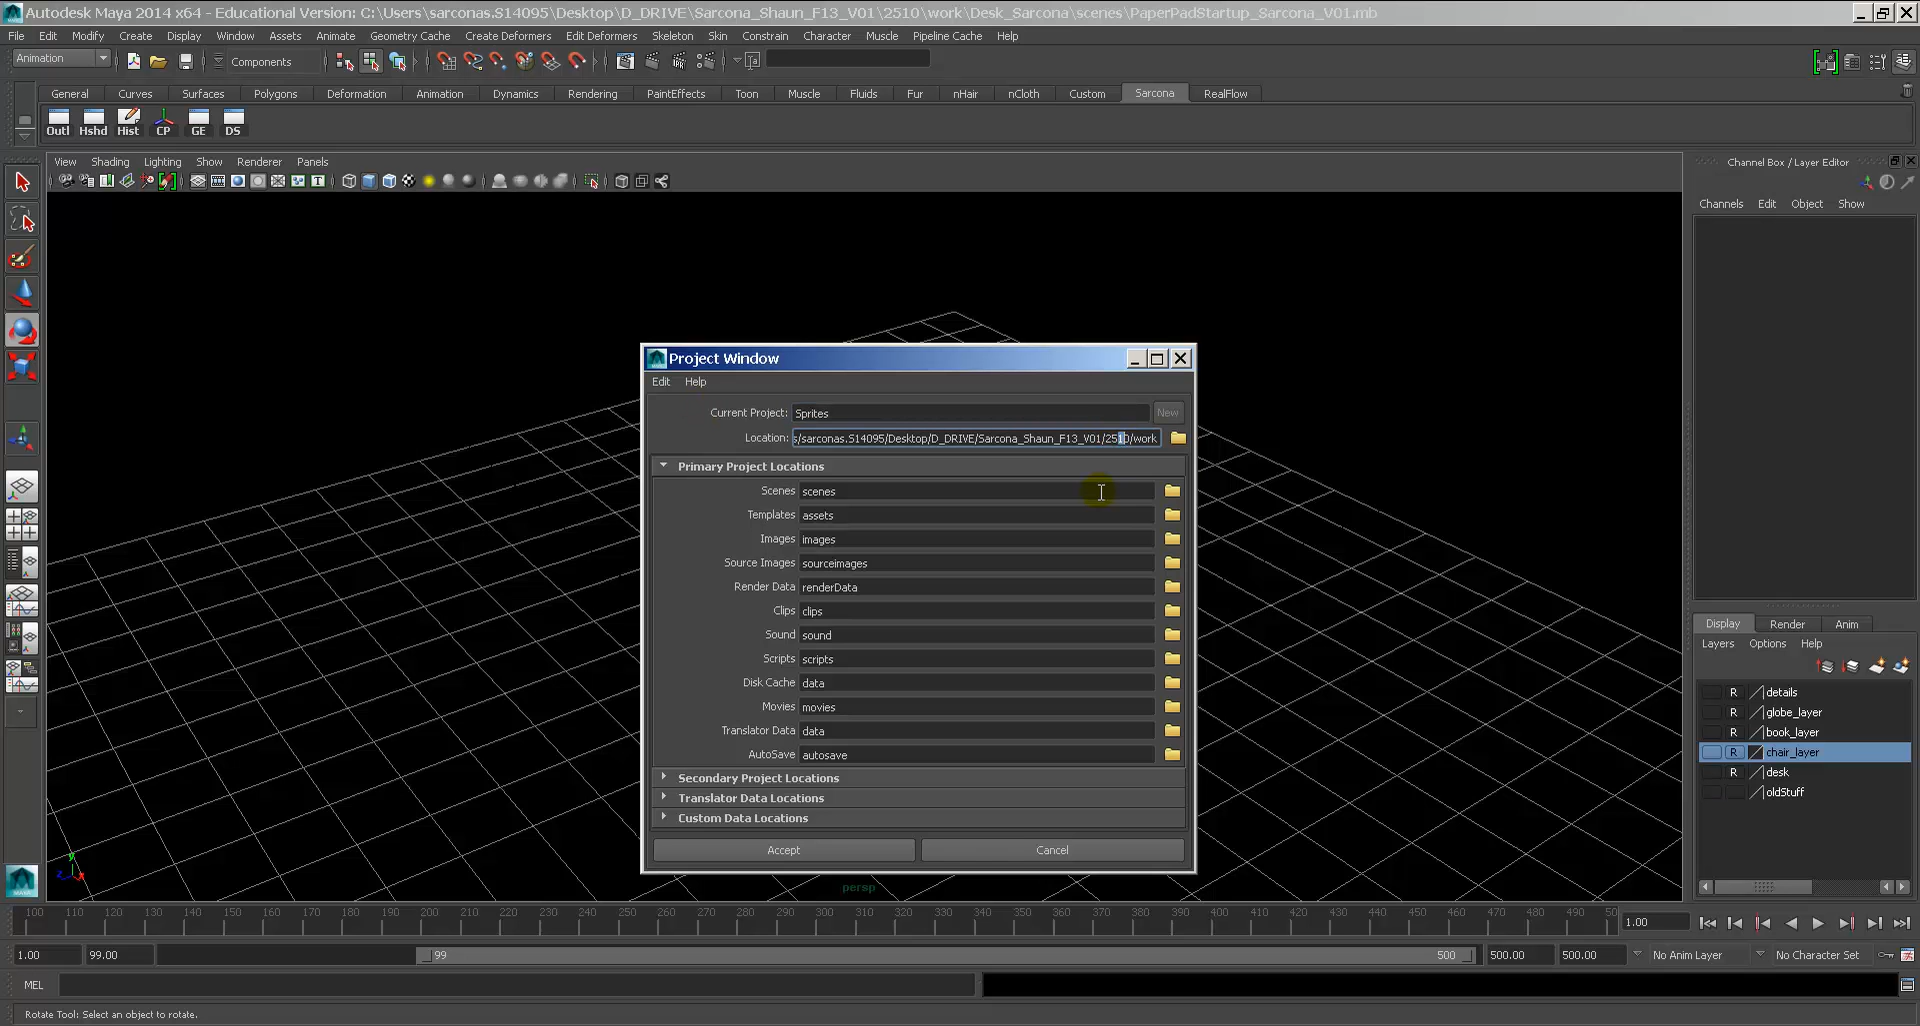 Autodesk Maya 2014 x64 - Educational Version: C:\Users\sarconas.S14095\Desktop\D_DRIVE\Sarcona_Shaun_F13_V01\2510\work\Desk_Sarcona\scenes\PaperPadStartup_Sarcona_V01.mb
File Edit Modify Create Display Window Assets Animate Geometry Cache Create Deformers Edit Deformers Skeleton Skin Constrain Character Muscle Pipeline Cache Help
Animation Components
General Curves Surfaces Polygons Deformation Animation Dynamics Rendering PaintEffects Toon Muscle Fluids Fur nHair nCloth Custom Sarcona RealFlow
Outl Hshd Hist CP GE DS
View Shading Lighting Show Renderer Panels
Channel Box / Layer Editor
Channels Edit Object Show
Project Window
Edit Help
Current Project: Sprites New
Location: s/sarconas.S14095/Desktop/D_DRIVE/Sarcona_Shaun_F13_V01/2510/work
Primary Project Locations
Scenes scenes
Templates assets
Images images
Source Images sourceimages
Render Data renderData
Clips clips
Sound sound
Scripts scripts
Disk Cache data
Movies movies
Translator Data data
AutoSave autosave
Secondary Project Locations
Translator Data Locations
Custom Data Locations
Accept Cancel
Display Render Anim
Layers Options Help
R details
R globe_layer
R book_layer
R chair_layer
R desk
oldStuff
y
z x
persp
100 110 120 130 140 150 160 170 180 190 200 210 220 230 240 250 260 270 280 290 300 310 320 330 340 350 360 370 380 390 400 410 420 430 440 450 460 470 480 490 50
1.00
1.00 99.00 99 500 500.00 500.00 No Anim Layer No Character Set
MEL
Rotate Tool: Select an object to rotate.